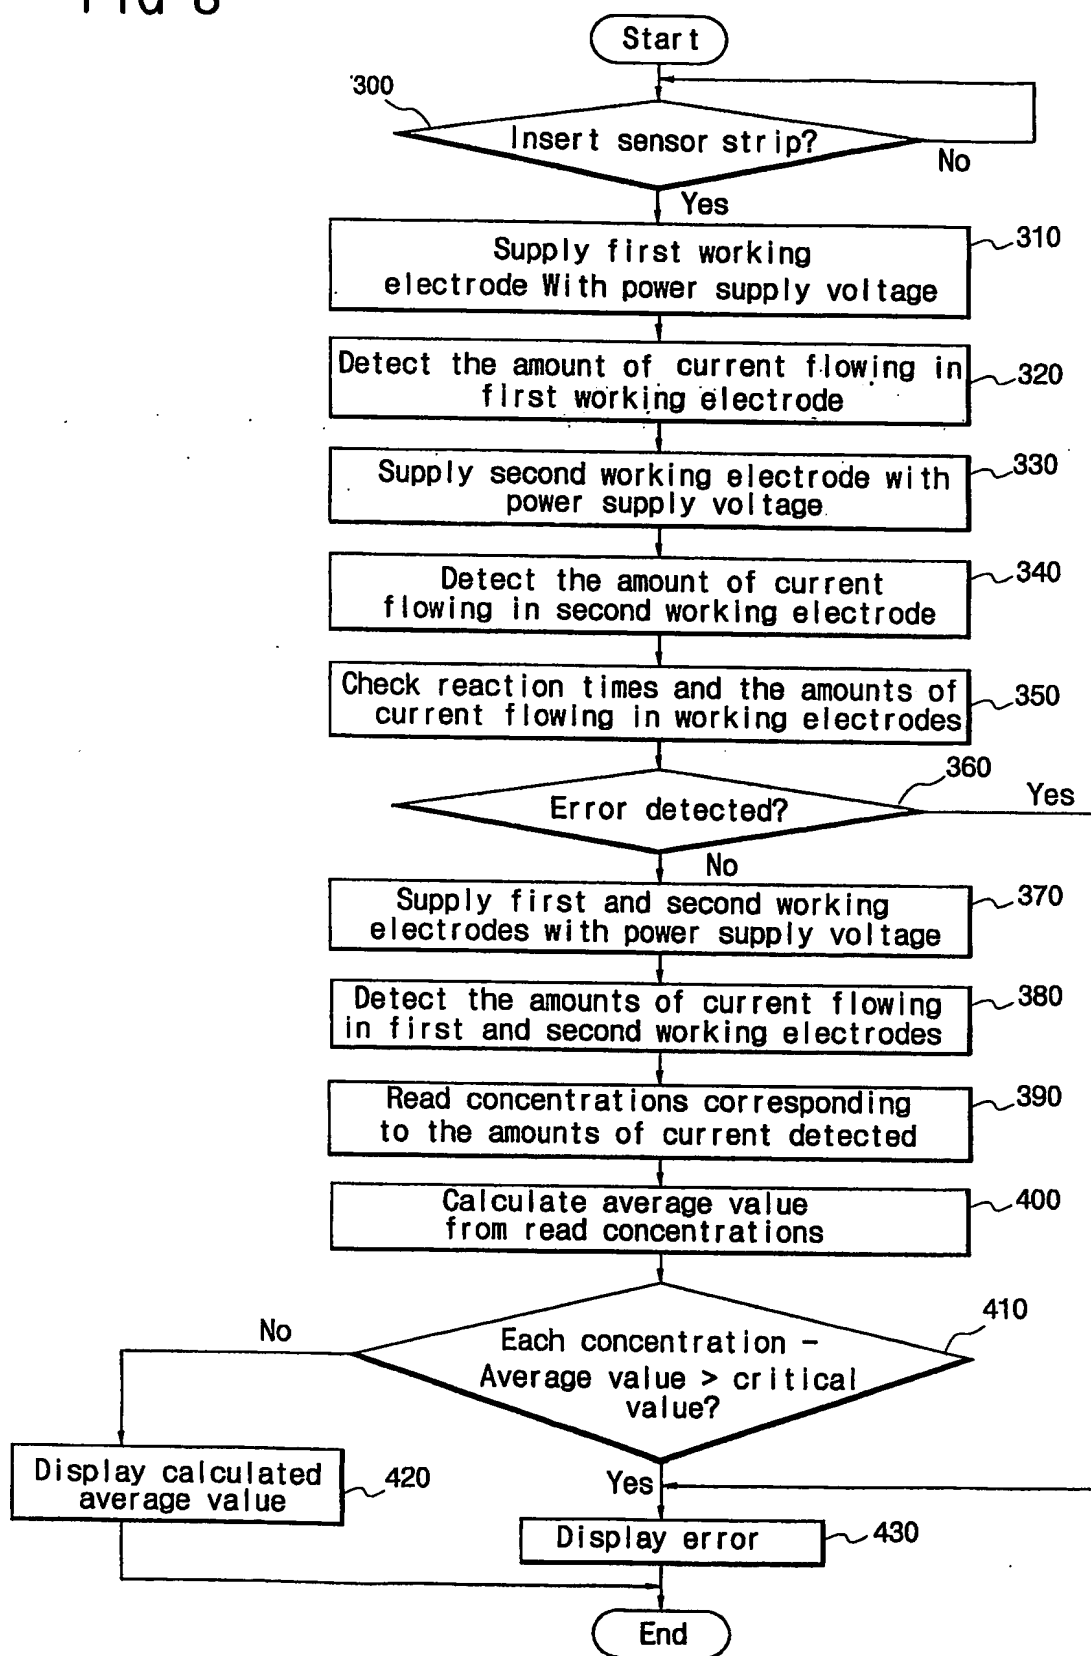 Start
300
Insert sensor strip?
No
Yes
310
Supply first working
electrode With power supply voltage
320
Detect the amount of current flowing in
first working electrode
330
Supply second working electrode with
power supply voltage
340
Detect the amount of current
flowing in second working electrode
350
Check reaction times and the amounts of
current flowing in working electrodes
360
Error detected?
Yes
No
370
Supply first and second working
electrodes with power supply voltage
380
Detect the amounts of current flowing
in first and second working electrodes
390
Read concentrations corresponding
to the amounts of current detected
400
Calculate average value
from read concentrations
410
No
Each concentration –
Average value > critical
value?
Display calculated
average value
420
Yes
Display error
430
End